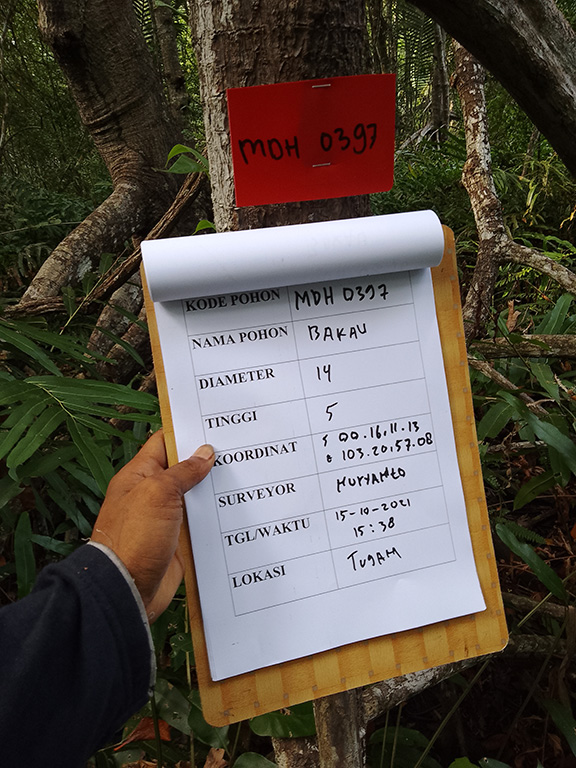 MDH 0397
KODE POHON MDH 0397
NAMA POHON BAKAU
DIAMETER 14
TINGGI 5
KOORDINAT S 00.16.11.13
E 103.20.57.08
SURVEYOR
TGL/WAKTU 15-10-2021
15:38
LOKASI TUGAM